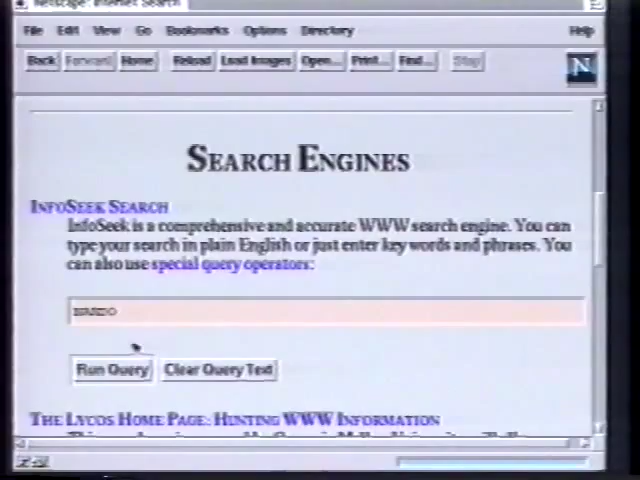 Netscape: Internet Search
File Edit View Go Bookmarks Options Directory Help
Back Forward Home Reload Load Images Open... Print... Find... Stop
N
SEARCH ENGINES
INFOSEEK SEARCH
InfoSeek is a comprehensive and accurate WWW search engine. You can
type your search in plain English or just enter key words and phrases. You
can also use special query operators:
Run Query Clear Query Text
THE LYCOS HOME PAGE: HUNTING WWW INFORMATION